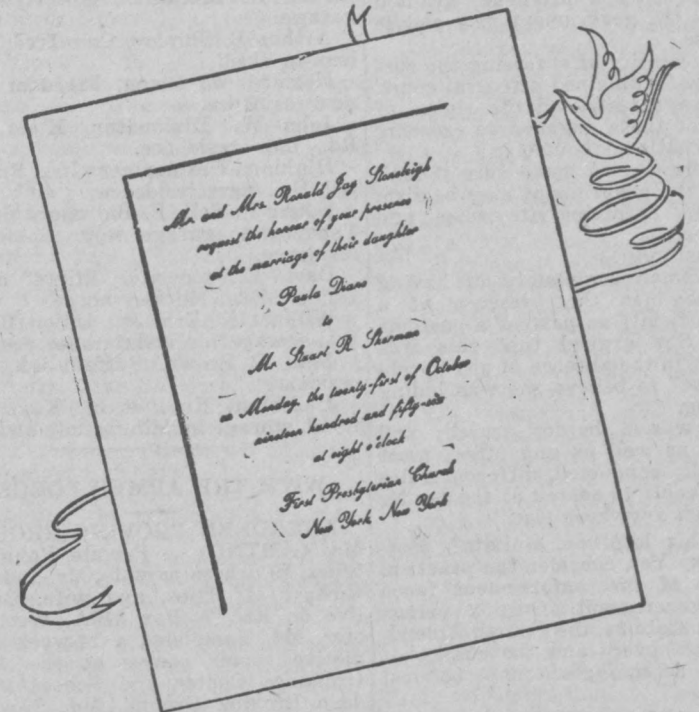 Mr. and Mrs. Ronald Jay Stoneleigh
request the honour of your presence
at the marriage of their daughter
Paula Diane
to
Mr. Stuart R. Sherman
on Monday, the twenty-first of October
nineteen hundred and fifty-six
at eight o'clock
First Presbyterian Church
New York, New York